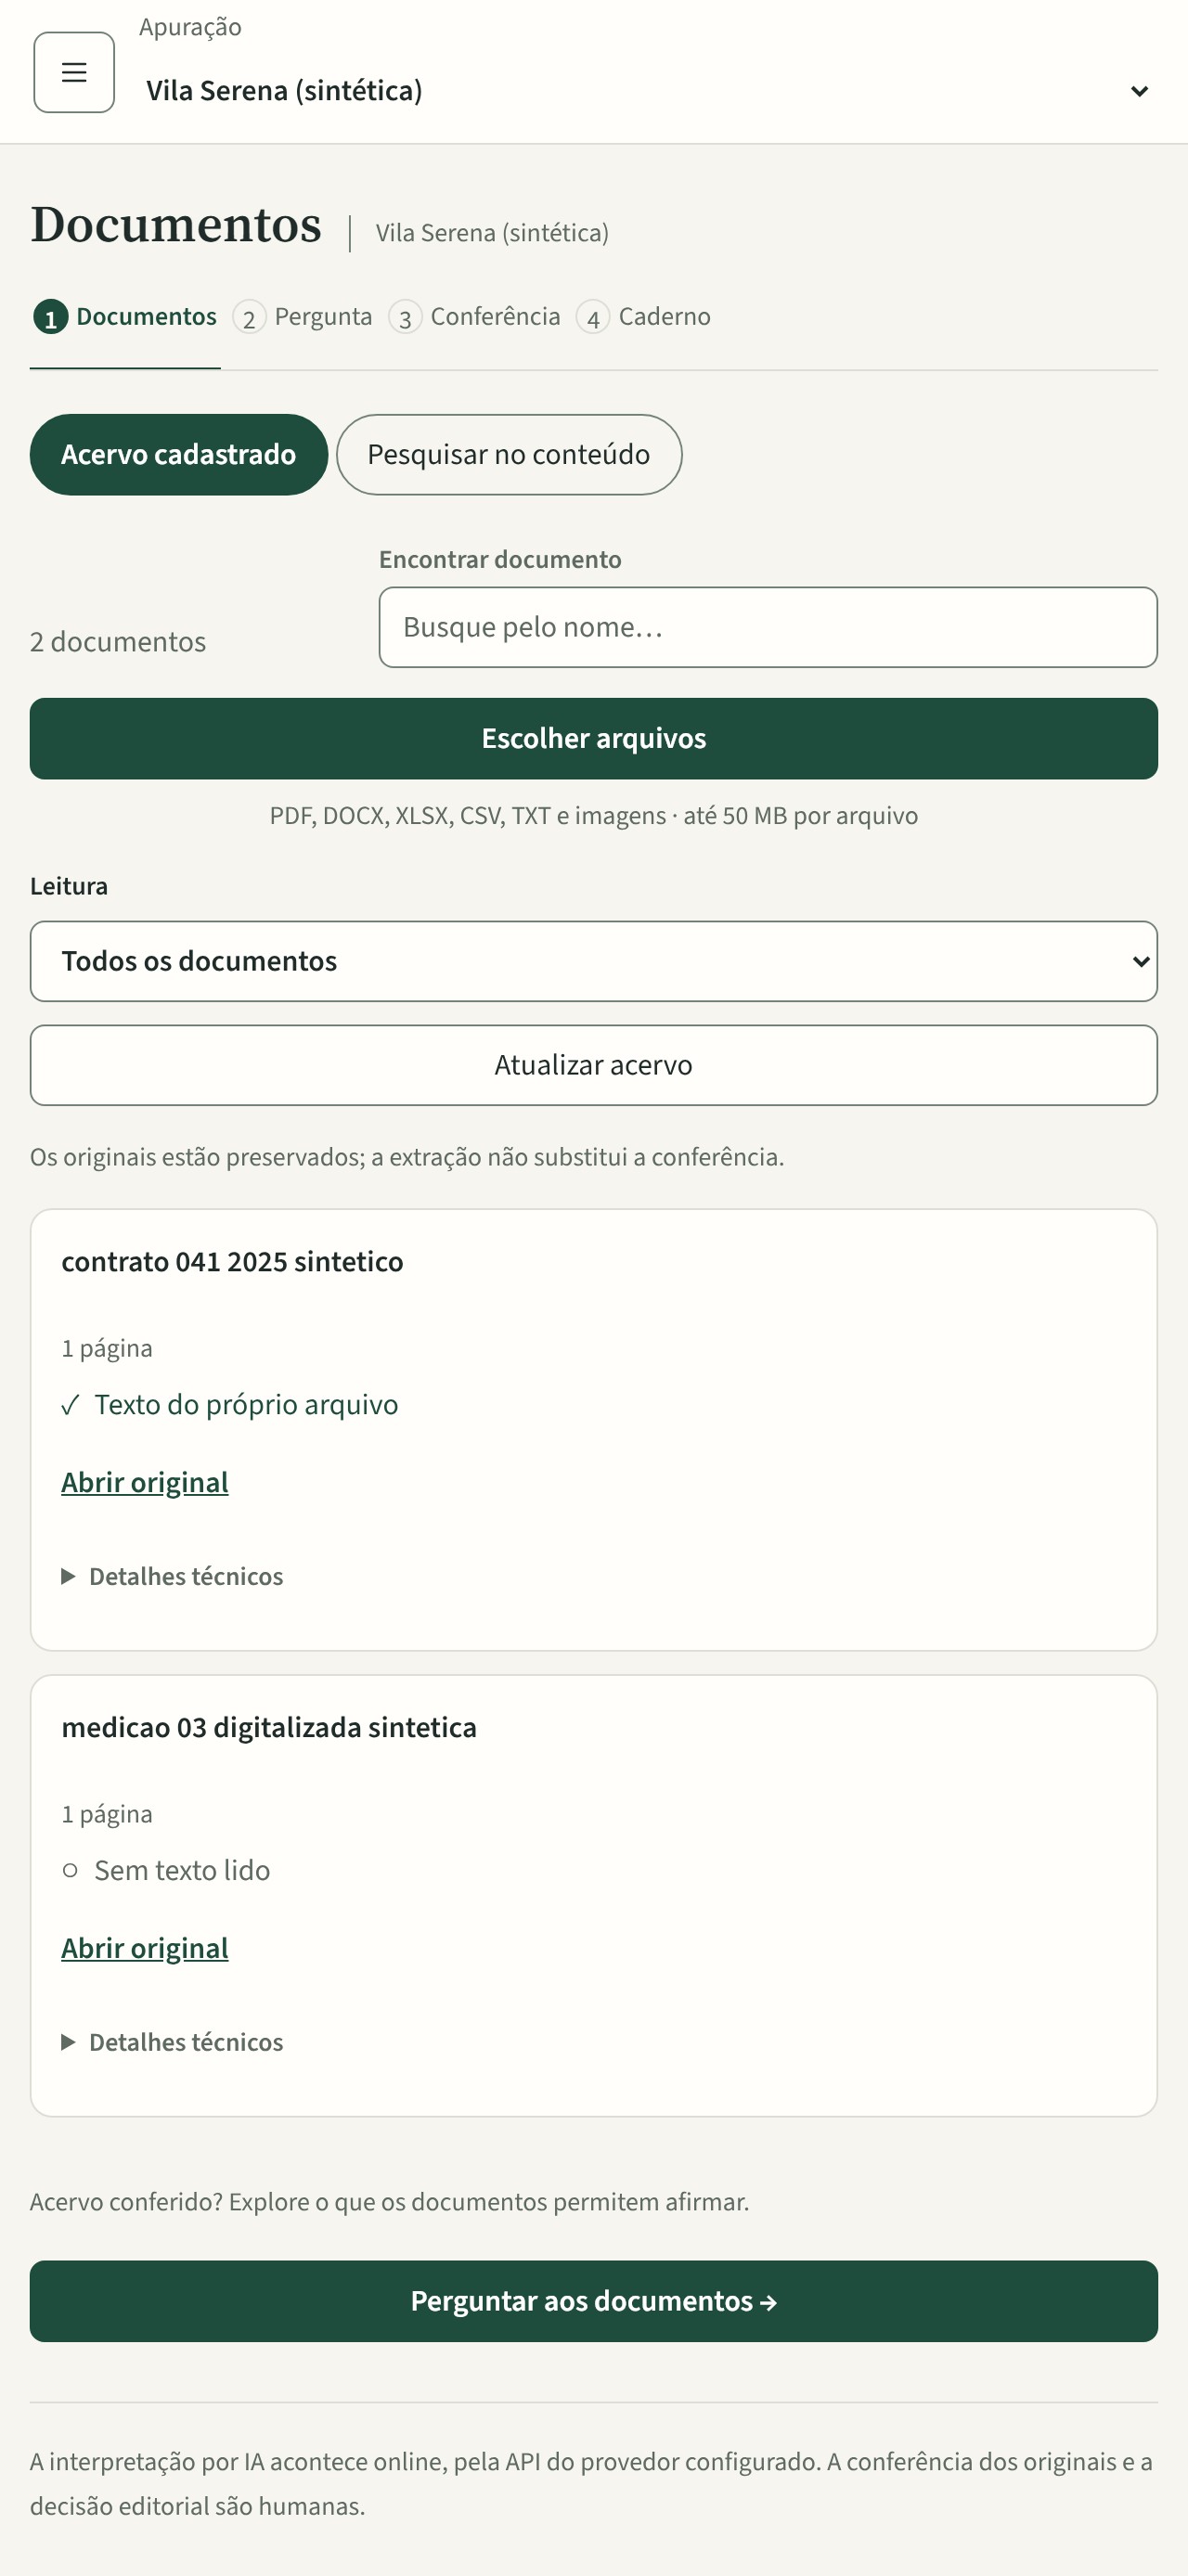 Apuração
Vila Serena (sintética)
Documentos
Vila Serena (sintética)
1 Documentos 2 Pergunta 3 Conferência 4 Caderno
Acervo cadastrado Pesquisar no conteúdo
Encontrar documento
Busque pelo nome…
2 documentos
Escolher arquivos
PDF, DOCX, XLSX, CSV, TXT e imagens · até 50 MB por arquivo
Leitura
Todos os documentos
Atualizar acervo
Os originais estão preservados; a extração não substitui a conferência.
contrato 041 2025 sintetico
1 página
✓ Texto do próprio arquivo
Abrir original
▶ Detalhes técnicos
medicao 03 digitalizada sintetica
1 página
○ Sem texto lido
Abrir original
▶ Detalhes técnicos
Acervo conferido? Explore o que os documentos permitem afirmar.
Perguntar aos documentos →
A interpretação por IA acontece online, pela API do provedor configurado. A conferência dos originais e a
decisão editorial são humanas.